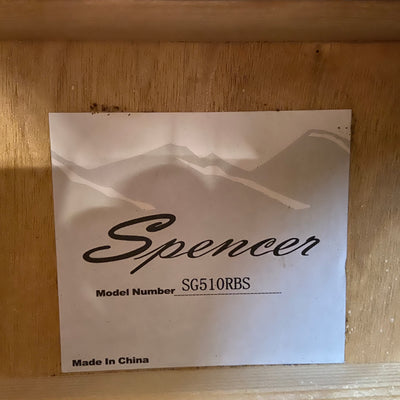 Spencer
Model Number SG510RBS
Made In China